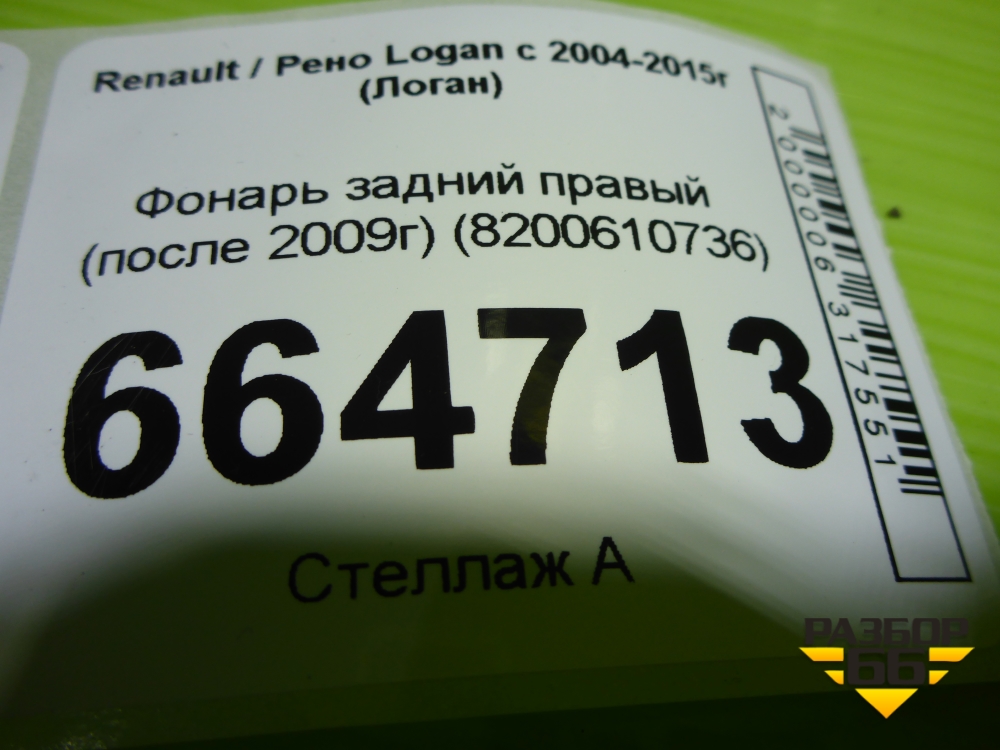 Renault / Рено Logan с 2004-2015г
(Логан)
Фонарь задний правый
(после 2009г) (8200610736)
664713
Стеллаж А
2000006317551
РАЗБОР
66